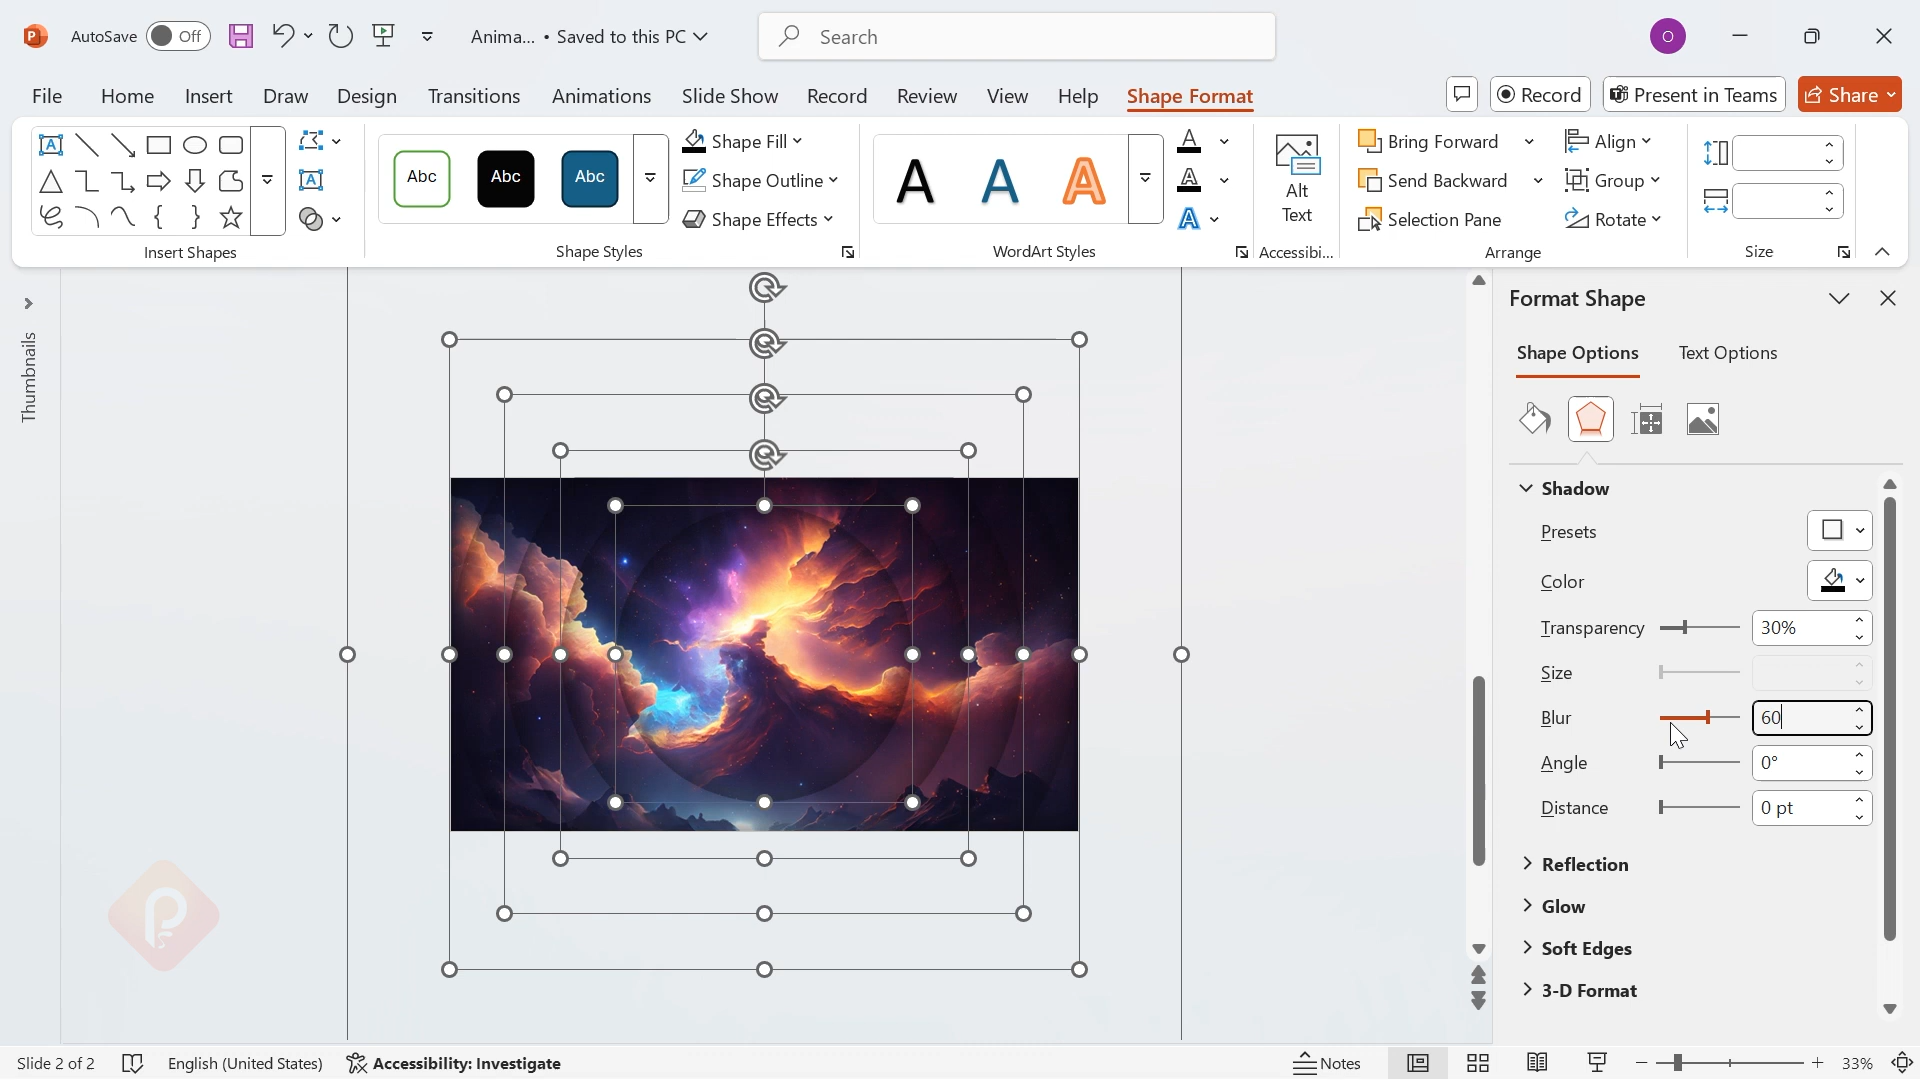 AutoSave Off Anima... • Saved to this PC Search O
File Home Insert Draw Design Transitions Animations Slide Show Record Review View Help Shape Format Record Present in Teams Share
Abc Abc Abc
Shape Fill
Shape Outline
Shape Effects
A A A
A
A
A
Alt
Text
Bring Forward
Send Backward
Selection Pane
Align
Group
Rotate
Insert Shapes Shape Styles WordArt Styles Accessibi... Arrange Size
Thumbnails
Format Shape
Shape Options Text Options
Shadow
Presets
Color
Transparency 30%
Size
Blur 60
Angle 0°
Distance 0 pt
Reflection
Glow
Soft Edges
3-D Format
Slide 2 of 2 English (United States) Accessibility: Investigate Notes 33%